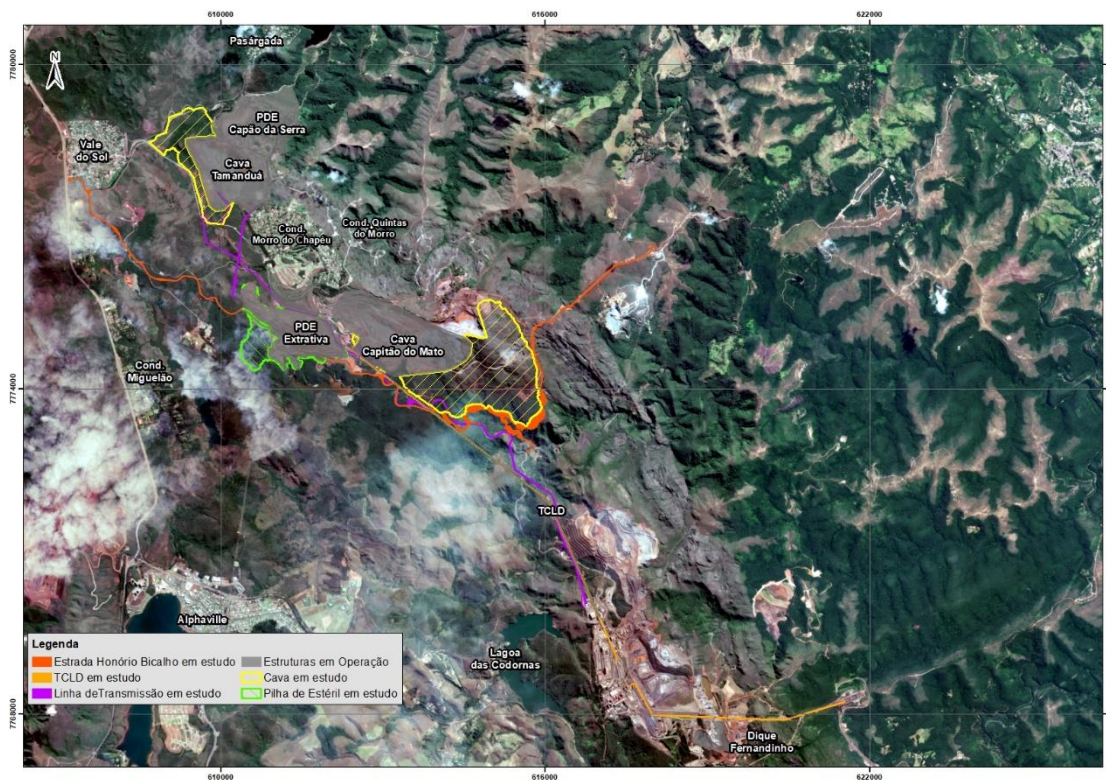 610000
616000
622000
7780000
N
Pasárgada
PDE
Capão da Serra
Vale
do Sol
Cava
Tamanduá
Cond.
Morro do Chapéu
Cond. Quintas
do Morro
PDE
Extrativa
Cava
Capitão do Mato
Cond.
Miguelão
7774000
TCLD
Alphaville
Lagoa
das Codornas
Legenda
Estrada Honório Bicalho em estudo
TCLD em estudo
Linha deTransmissão em estudo
Estruturas em Operação
Cava em estudo
Pilha de Estéril em estudo
7768000
Dique
Fernandinho
610000
616000
622000